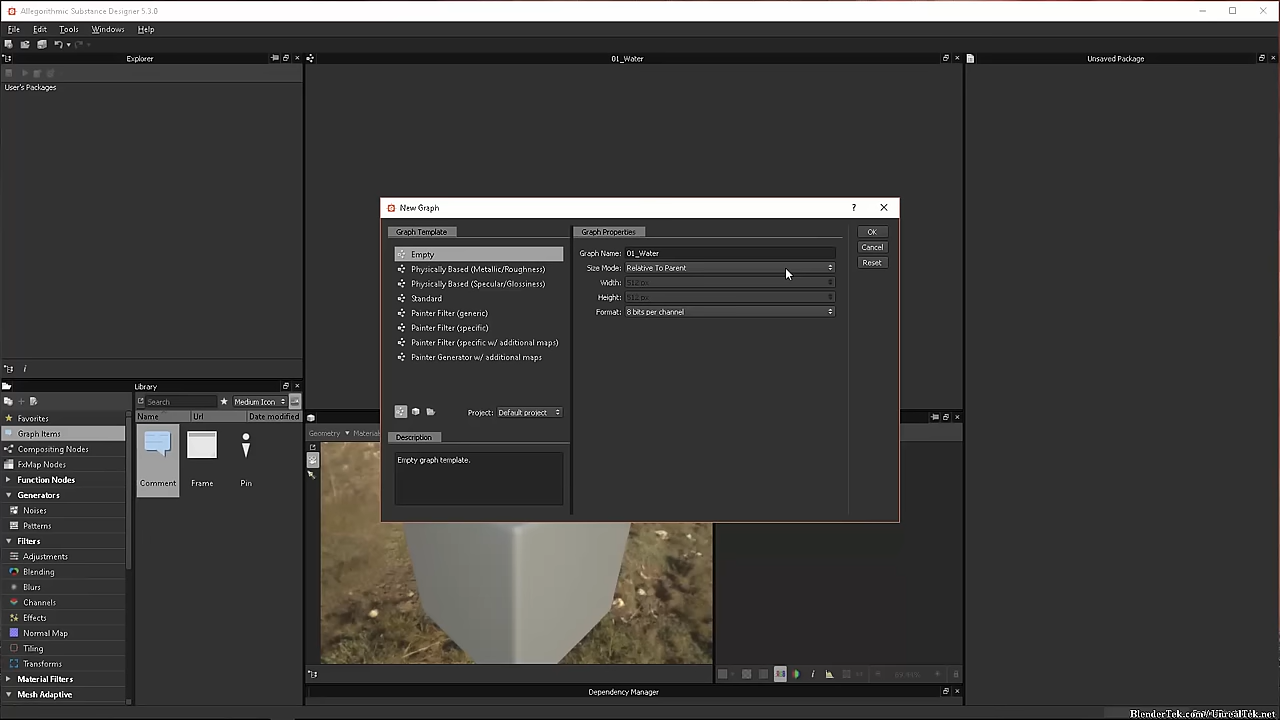 Allegorithmic Substance Designer 5.3.0
File Edit Tools Windows Help
Explorer
01_Water
Unsaved Package
User's Packages
New Graph
?
Graph Template
Empty
Physically Based (Metallic/Roughness)
Physically Based (Specular/Glossiness)
Standard
Painter Filter (generic)
Painter Filter (specific)
Painter Filter (specific w/ additional maps)
Painter Generator w/ additional maps
Project: Default project
Description
Empty graph template.
Graph Properties
Graph Name: 01_Water
Size Mode: Relative To Parent
Width: 512 px
Height: 512 px
Format: 8 bits per channel
OK
Cancel
Reset
Library
Search
Medium Icon
Name Url Date modified
Favorites
Graph Items
Compositing Nodes
FxMap Nodes
Function Nodes
Generators
Noises
Patterns
Filters
Adjustments
Blending
Blurs
Channels
Effects
Normal Map
Tiling
Transforms
Material Filters
Mesh Adaptive
Comment
Frame
Pin
Geometry
Material
Dependency Manager
BlenderTek.com/UnrealTek.net